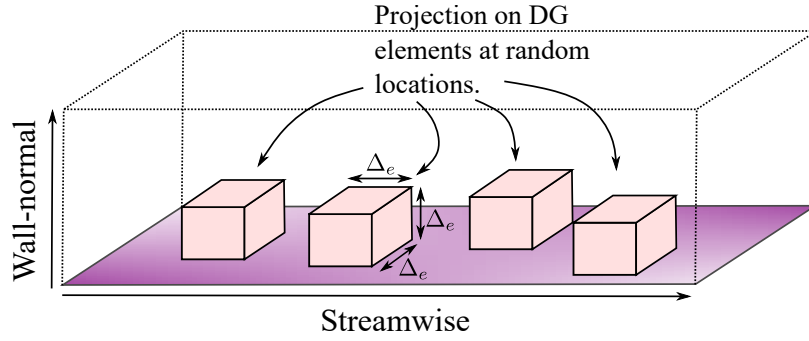 Projection on DG
elements at random
locations.
Δₑ
Δₑ
Δₑ
Wall-normal
Streamwise